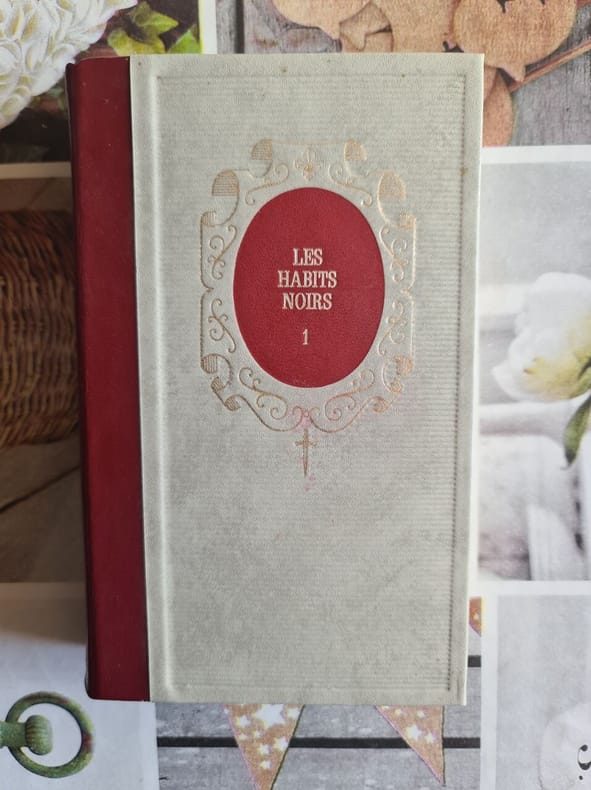 LES
HABITS
NOIRS
1